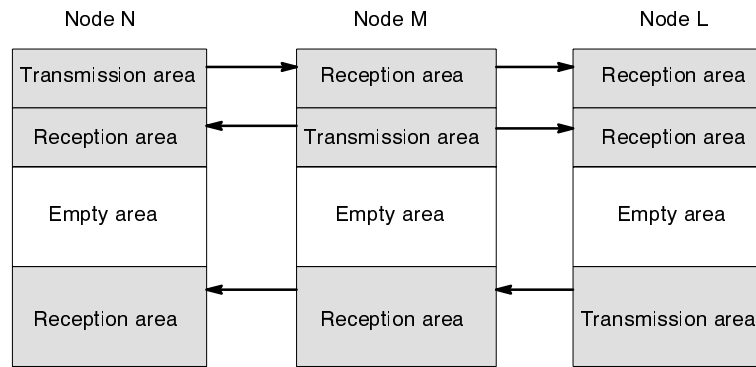 Node N Node M Node L
Transmission area Reception area Reception area
Reception area Transmission area Reception area
Empty area Empty area Empty area
Reception area Reception area Transmission area